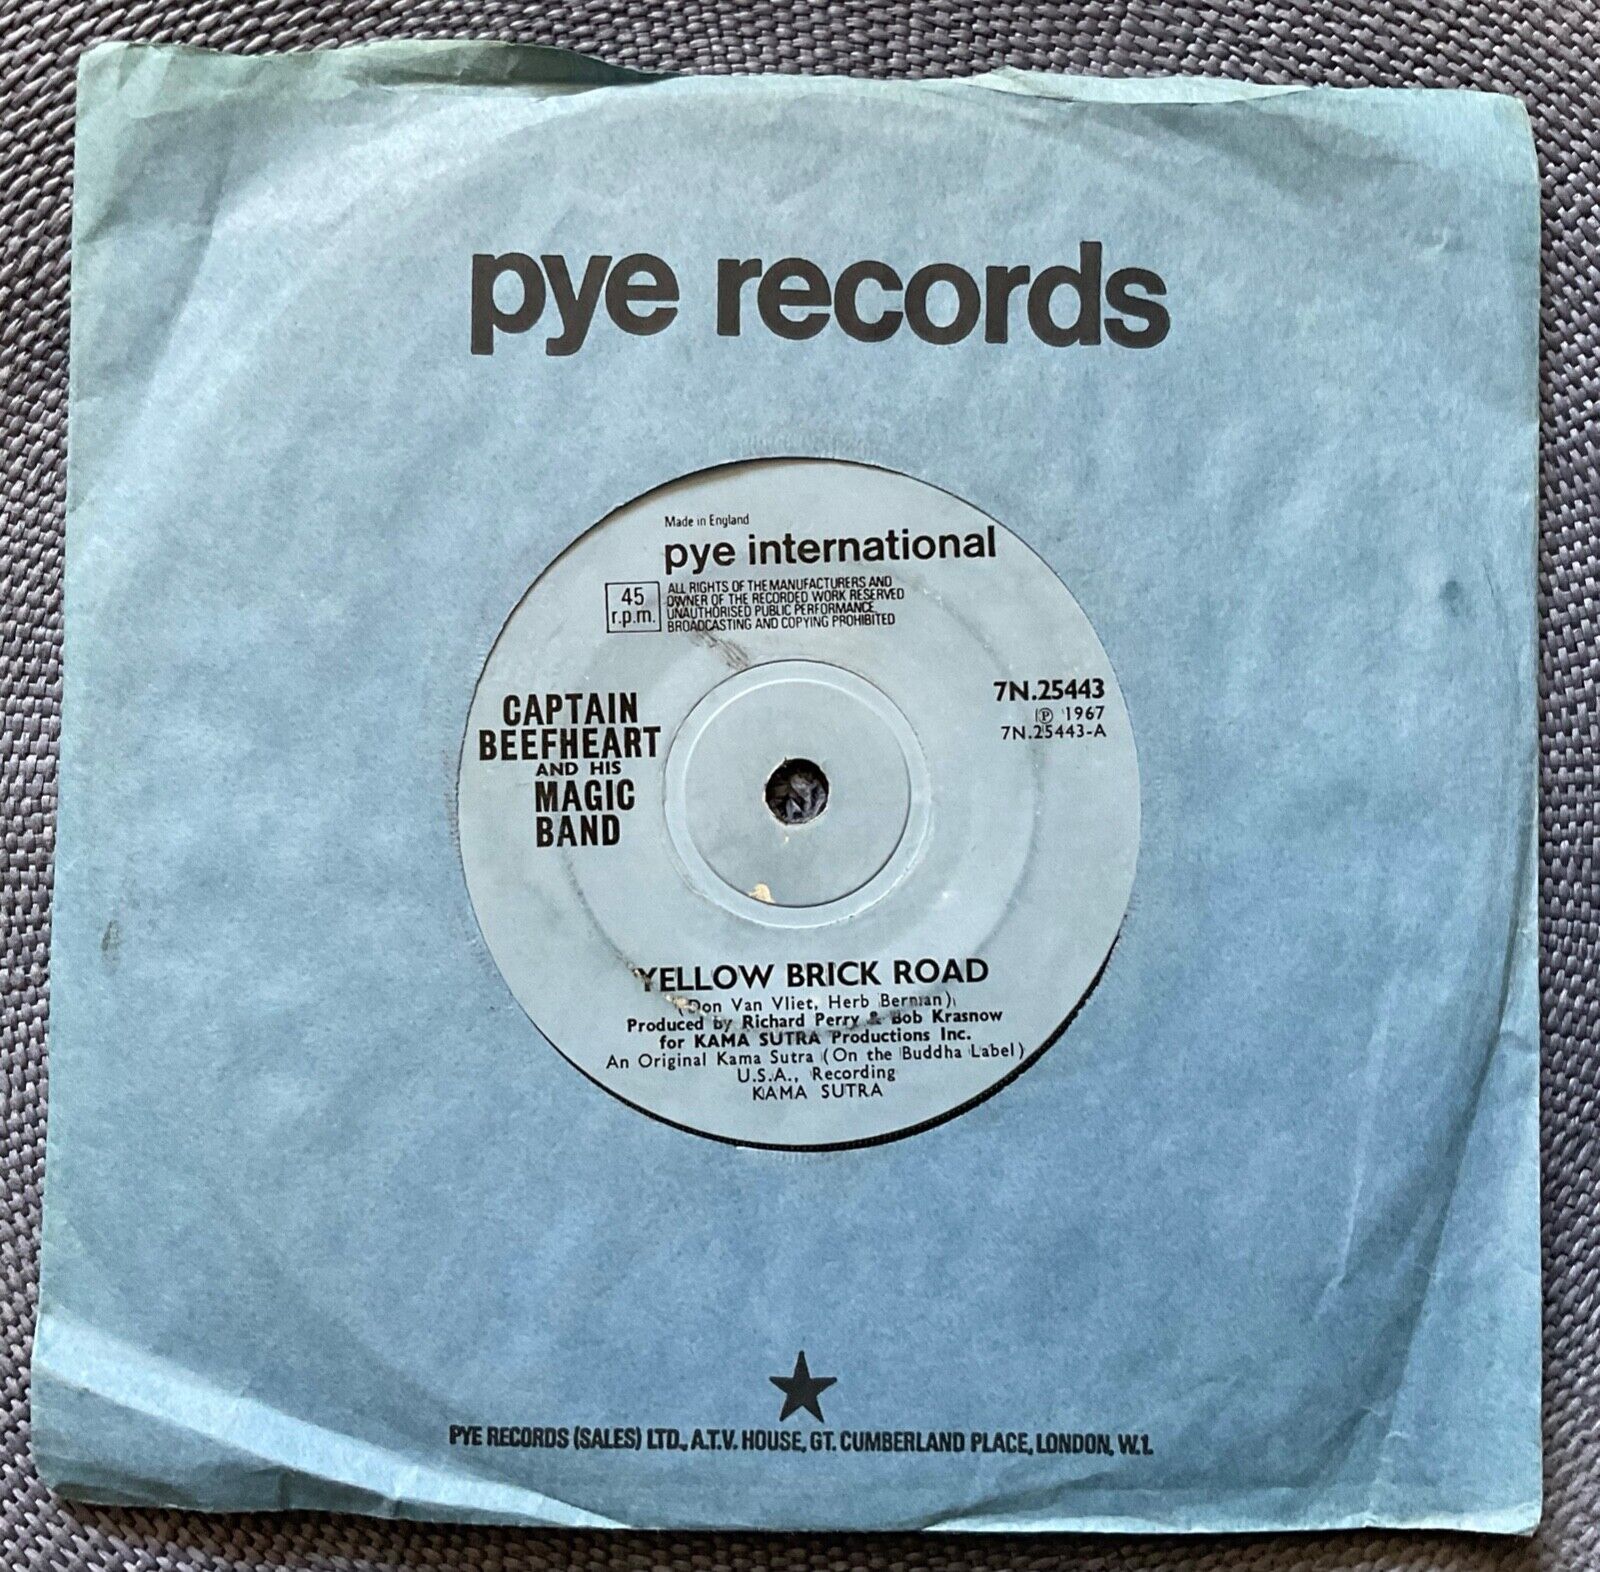 pye records
Made in England
pye international
45
r.p.m.
ALL RIGHTS OF THE MANUFACTURERS AND
OWNER OF THE RECORDED WORK RESERVED
UNAUTHORISED PUBLIC PERFORMANCE
BROADCASTING AND COPYING PROHIBITED
CAPTAIN
BEEFHEART
AND HIS
MAGIC
BAND
7N.25443
℗ 1967
7N.25443-A
YELLOW BRICK ROAD
(Don Van Vliet, Herb Berman)
Produced by Richard Perry & Bob Krasnow
for KAMA SUTRA Productions Inc.
An Original Kama Sutra (On the Buddha Label)
U.S.A., Recording
KAMA SUTRA
PYE RECORDS (SALES) LTD., A.T.V. HOUSE, GT. CUMBERLAND PLACE, LONDON, W.1.